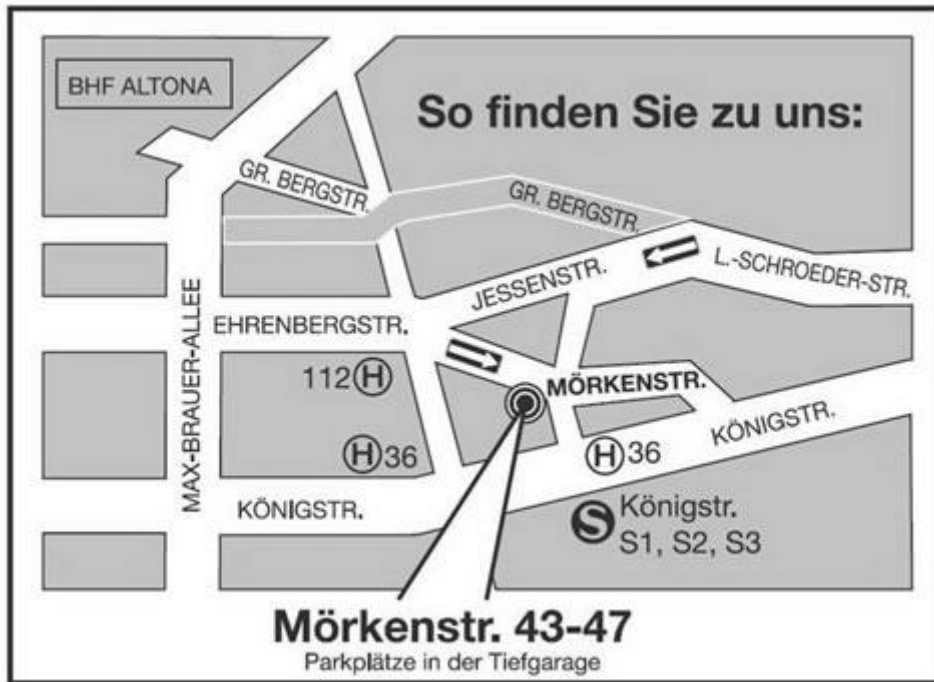 BHF ALTONA
So finden Sie zu uns:
GR. BERGSTR.
GR. BERGSTR.
JESSENSTR.
L.-SCHROEDER-STR.
EHRENBERGSTR.
MAX-BRAUER-ALLEE
112 H
MÖRKENSTR.
H 36
H 36
KÖNIGSTR.
KÖNIGSTR.
S Königstr.
S1, S2, S3
Mörkenstr. 43-47
Parkplätze in der Tiefgarage